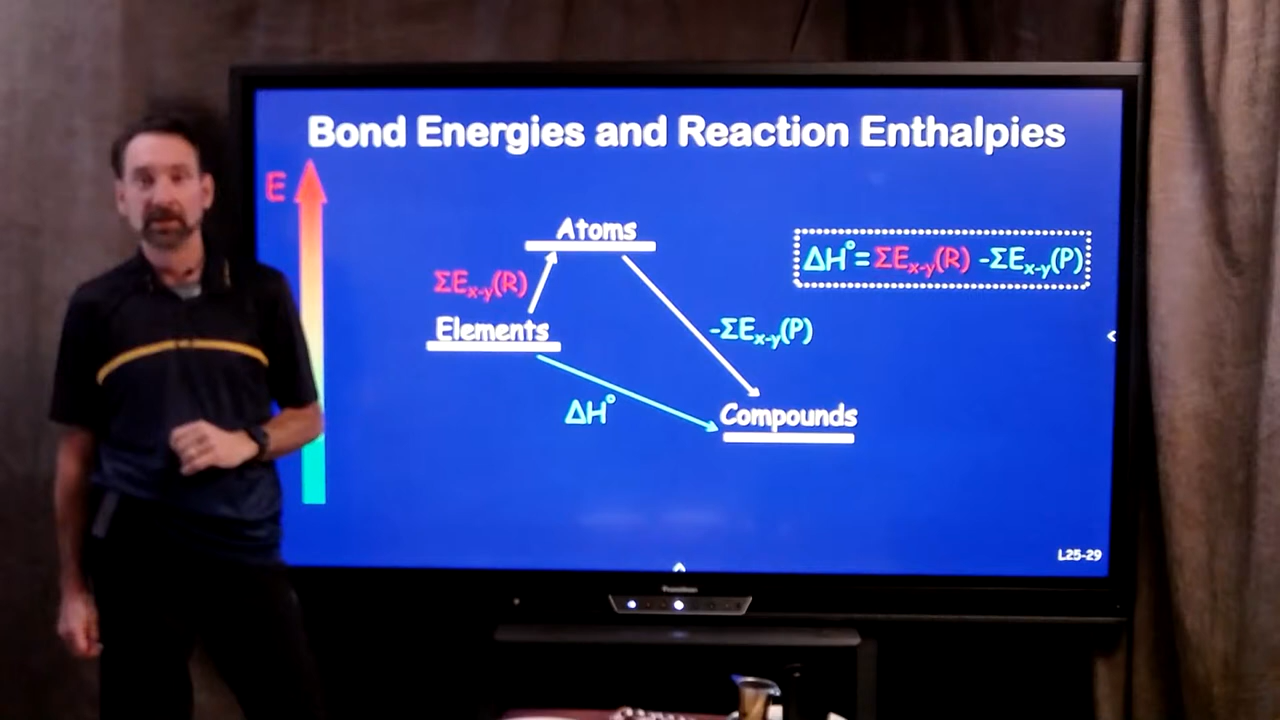 Bond Energies and Reaction Enthalpies
E
Atoms
ΔH°= ΣEx-y(R) -ΣEx-y(P)
ΣEx-y(R)
Elements
-ΣEx-y(P)
ΔH°
Compounds
L25-29